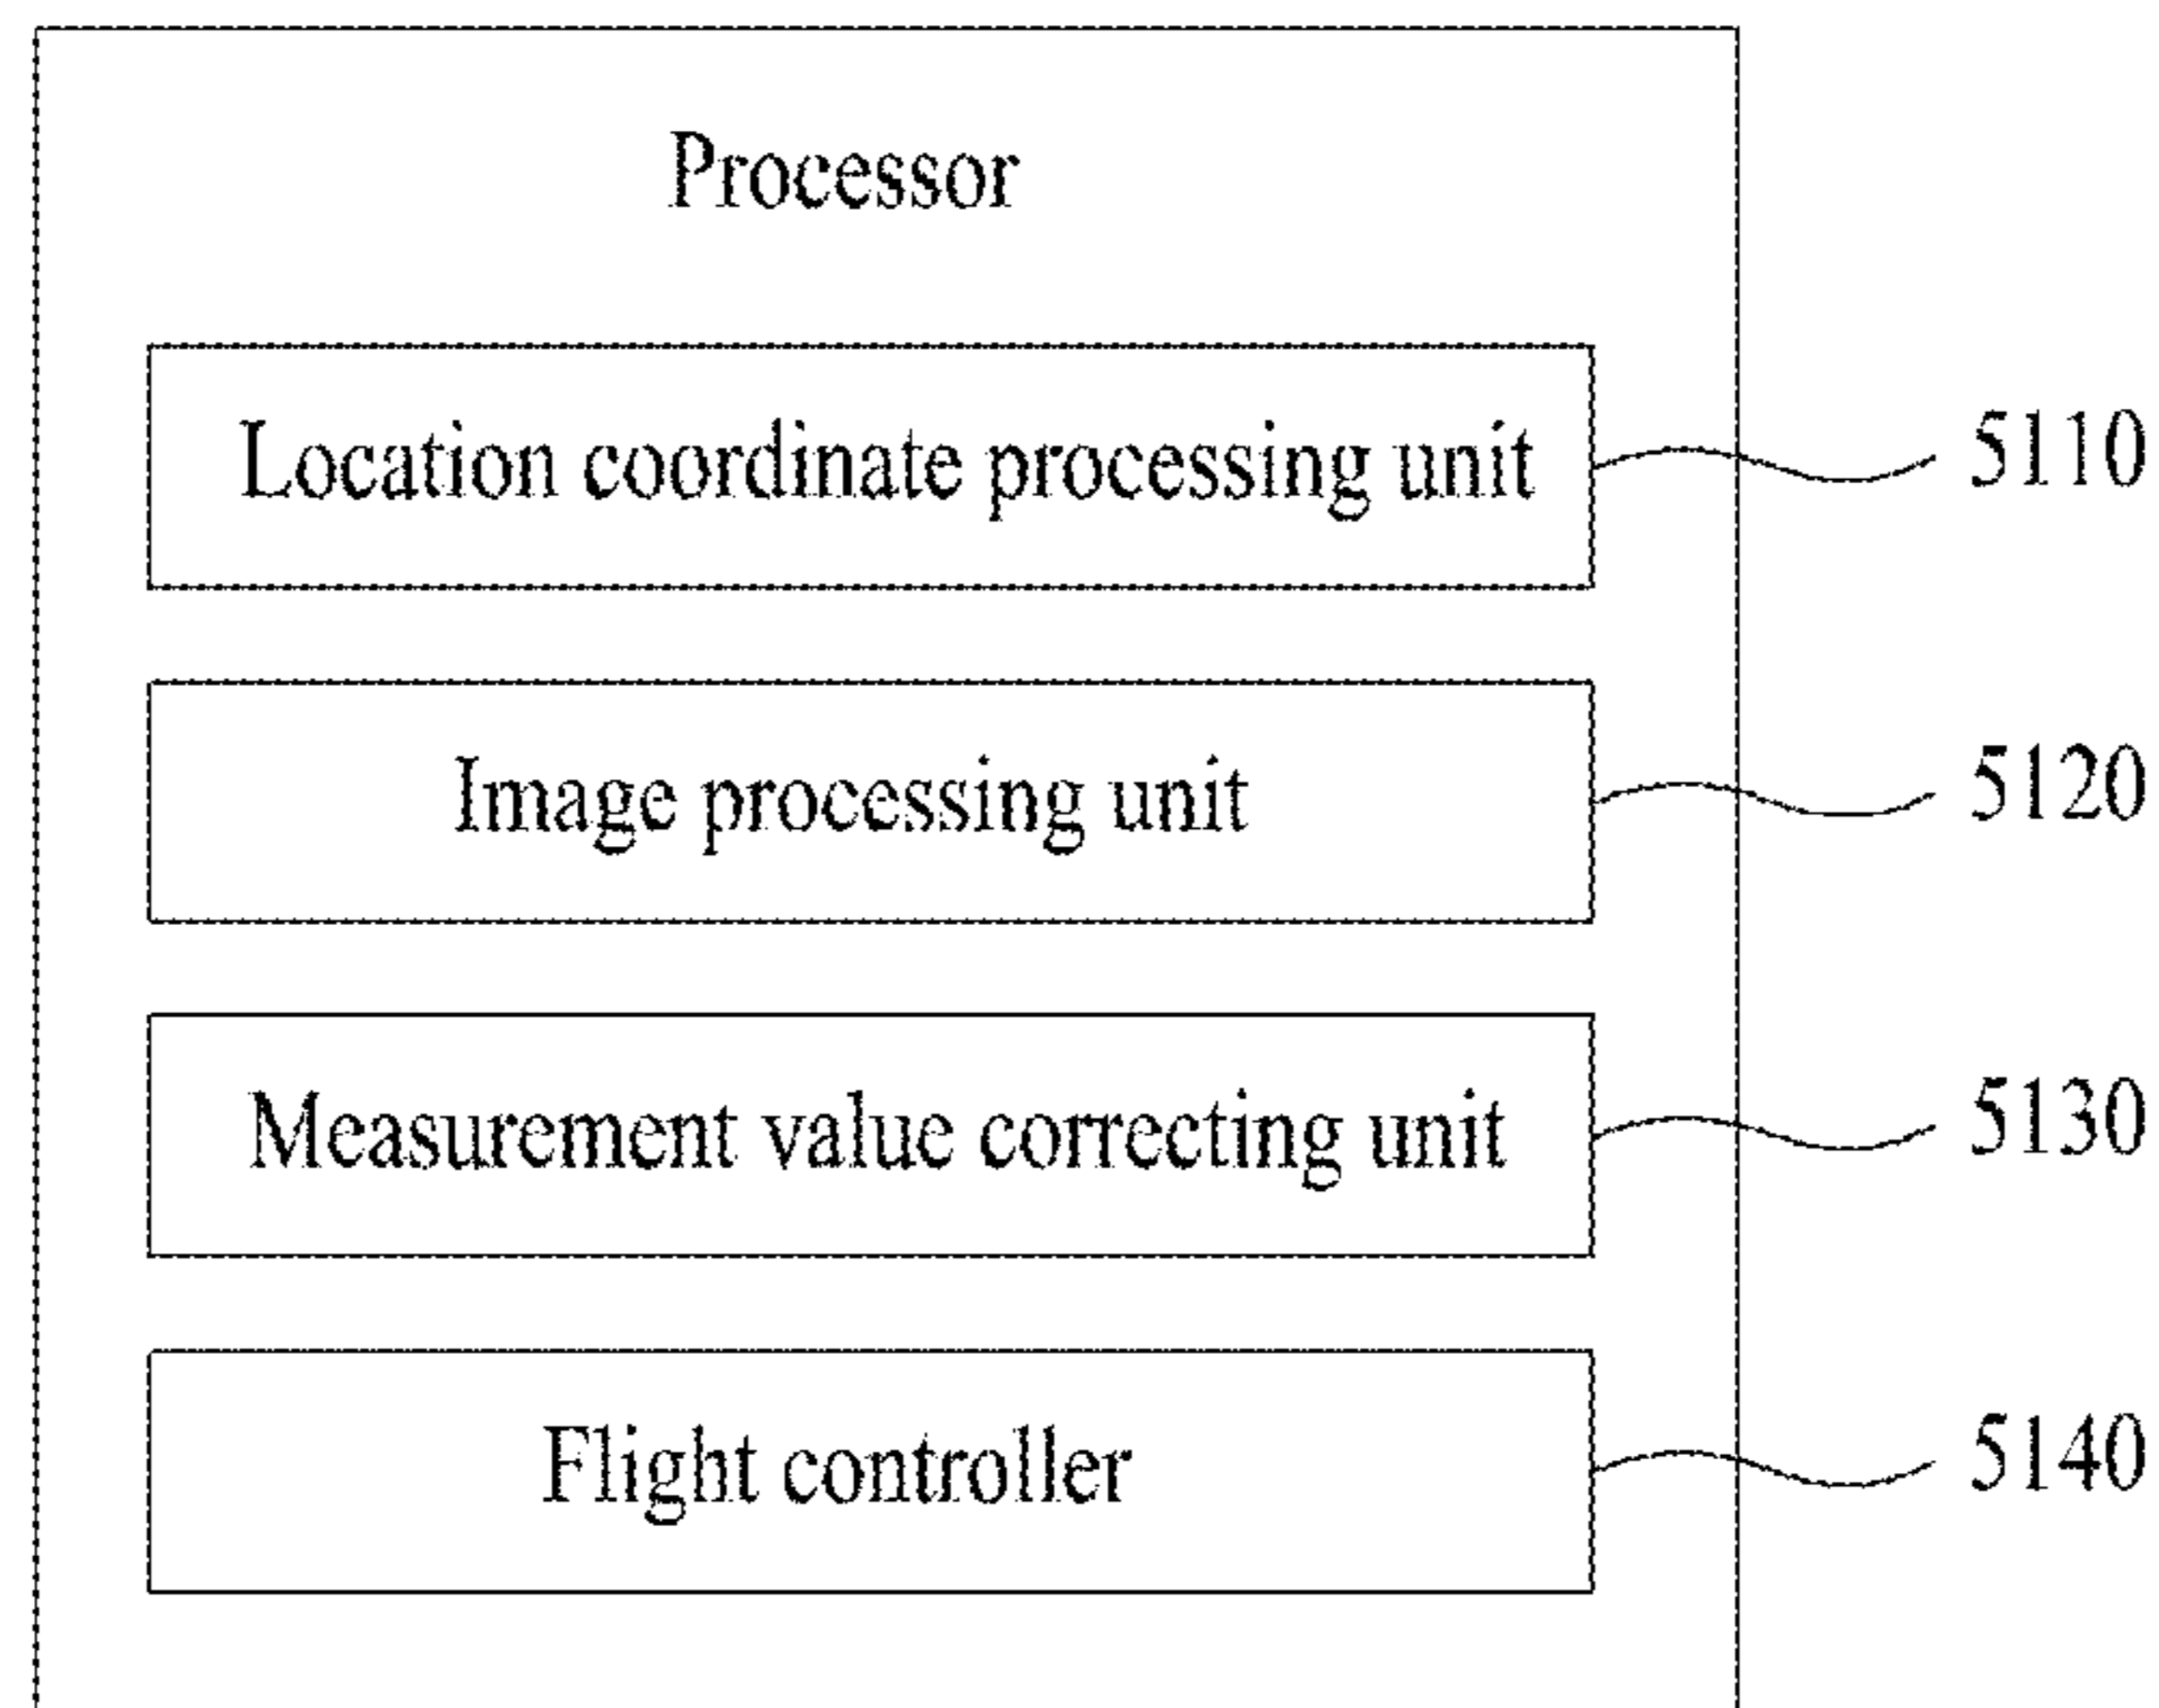 Processor
Location coordinate processing unit 5110
Image processing unit 5120
Measurement value correcting unit 5130
Flight controller 5140